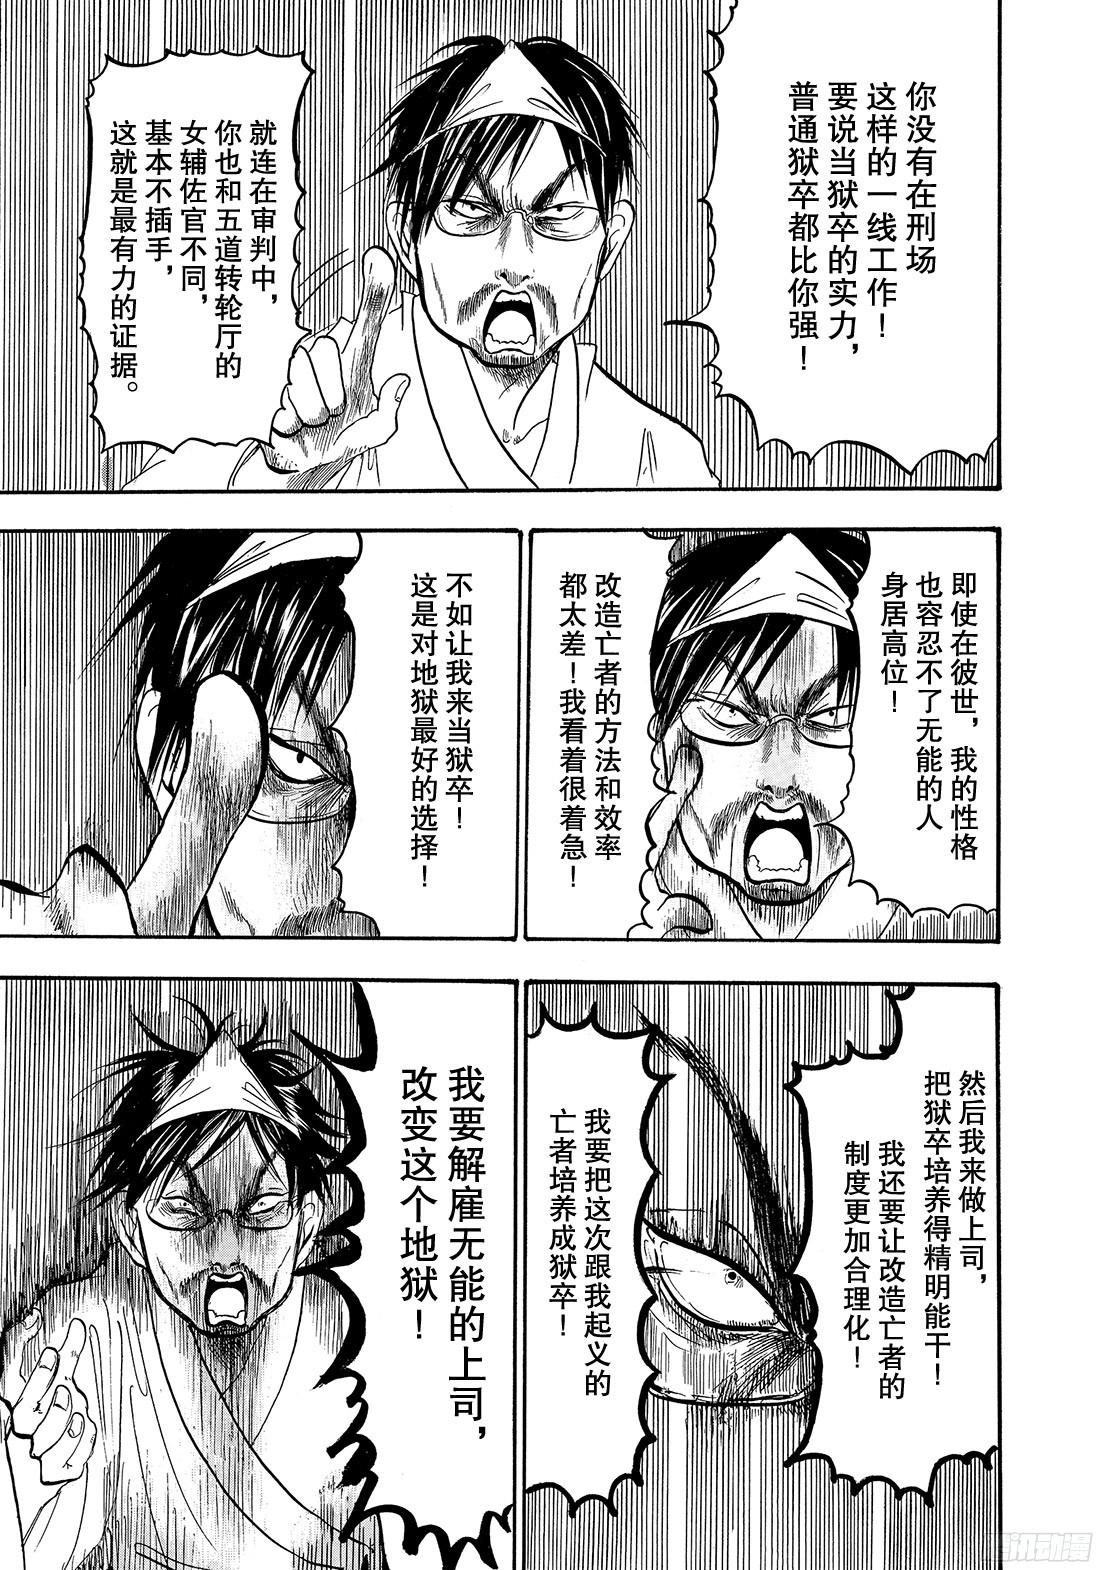 你没有在刑场
这样的一线工作！
要说当狱卒的实力，
普通狱卒都比你强！
就连在审判中，
你也和五道转轮厅的
女辅佐官不同，
基本不插手，
这就是最有力的证据。
即使在彼世，我的性格
也容忍不了无能的人
身居高位！
改造亡者的方法和效率
都太差！我看着很着急！
不如让我来当狱卒！
这是对地狱最好的选择！
然后我来做上司，
把狱卒培养得精明能干！
我还要让改造亡者的
制度更加合理化！
我要把这次跟我起义的
亡者培养成狱卒！
我要解雇无能的上司，
改变这个地狱！
腾讯动漫